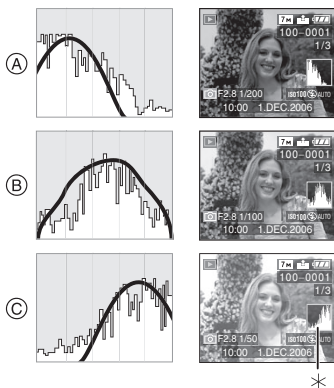 A
7M
100-0001
1/3
F2.8 1/200
ISO100 AUTO
10:00 1.DEC.2006
B
7M
100-0001
1/3
F2.8 1/100
ISO100 AUTO
10:00 1.DEC.2006
C
7M
100-0001
1/3
F2.8 1/50
ISO100 AUTO
10:00 1.DEC.2006
*